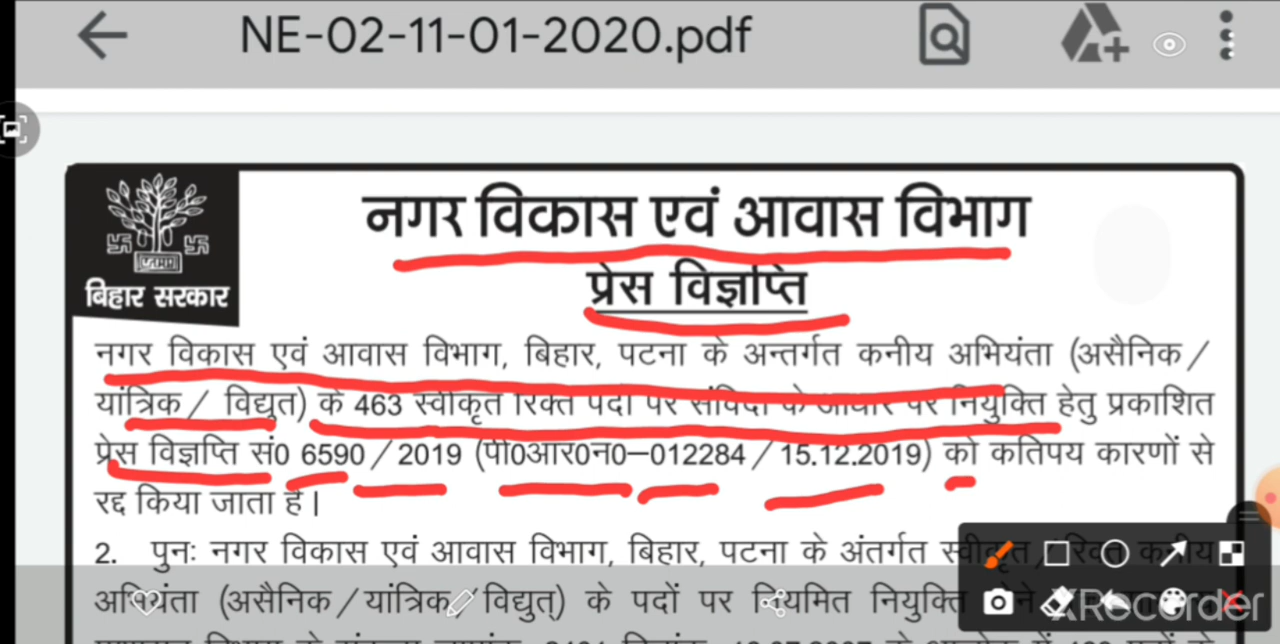 NE-02-11-01-2020.pdf
नगर विकास एवं आवास विभाग
बिहार सरकार
प्रेस विज्ञप्ति
नगर विकास एवं आवास विभाग, बिहार, पटना के अन्तर्गत कनीय अभियंता (असैनिक/
यांत्रिक/ विद्युत) के 463 स्वीकृत रिक्त पदों पर संविदा के आधार पर नियुक्ति हेतु प्रकाशित
प्रेस विज्ञप्ति सं0 6590/2019 (पी0आर0न0–012284/15.12.2019) को कतिपय कारणों से
रद्द किया जाता है।
2. पुनः नगर विकास एवं आवास विभाग, बिहार, पटना के अंतर्गत स्वीकृत/ रिक्त कनीय
अभियंता (असैनिक/यांत्रिक/विद्युत्) के पदों पर नियमित नियुक्ति
XRecorder